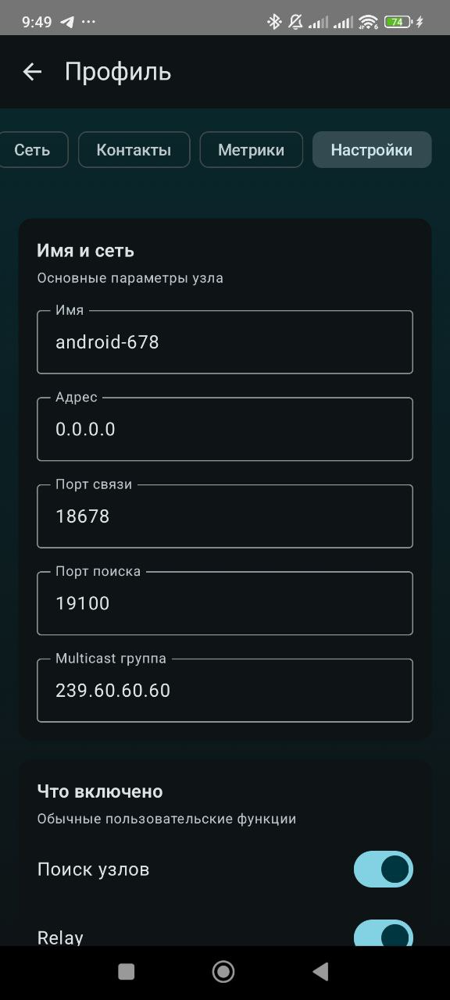 9:49
74
Профиль
Сеть
Контакты
Метрики
Настройки
Имя и сеть
Основные параметры узла
Имя
android-678
Адрес
0.0.0.0
Порт связи
18678
Порт поиска
19100
Multicast группа
239.60.60.60
Что включено
Обычные пользовательские функции
Поиск узлов
Relay